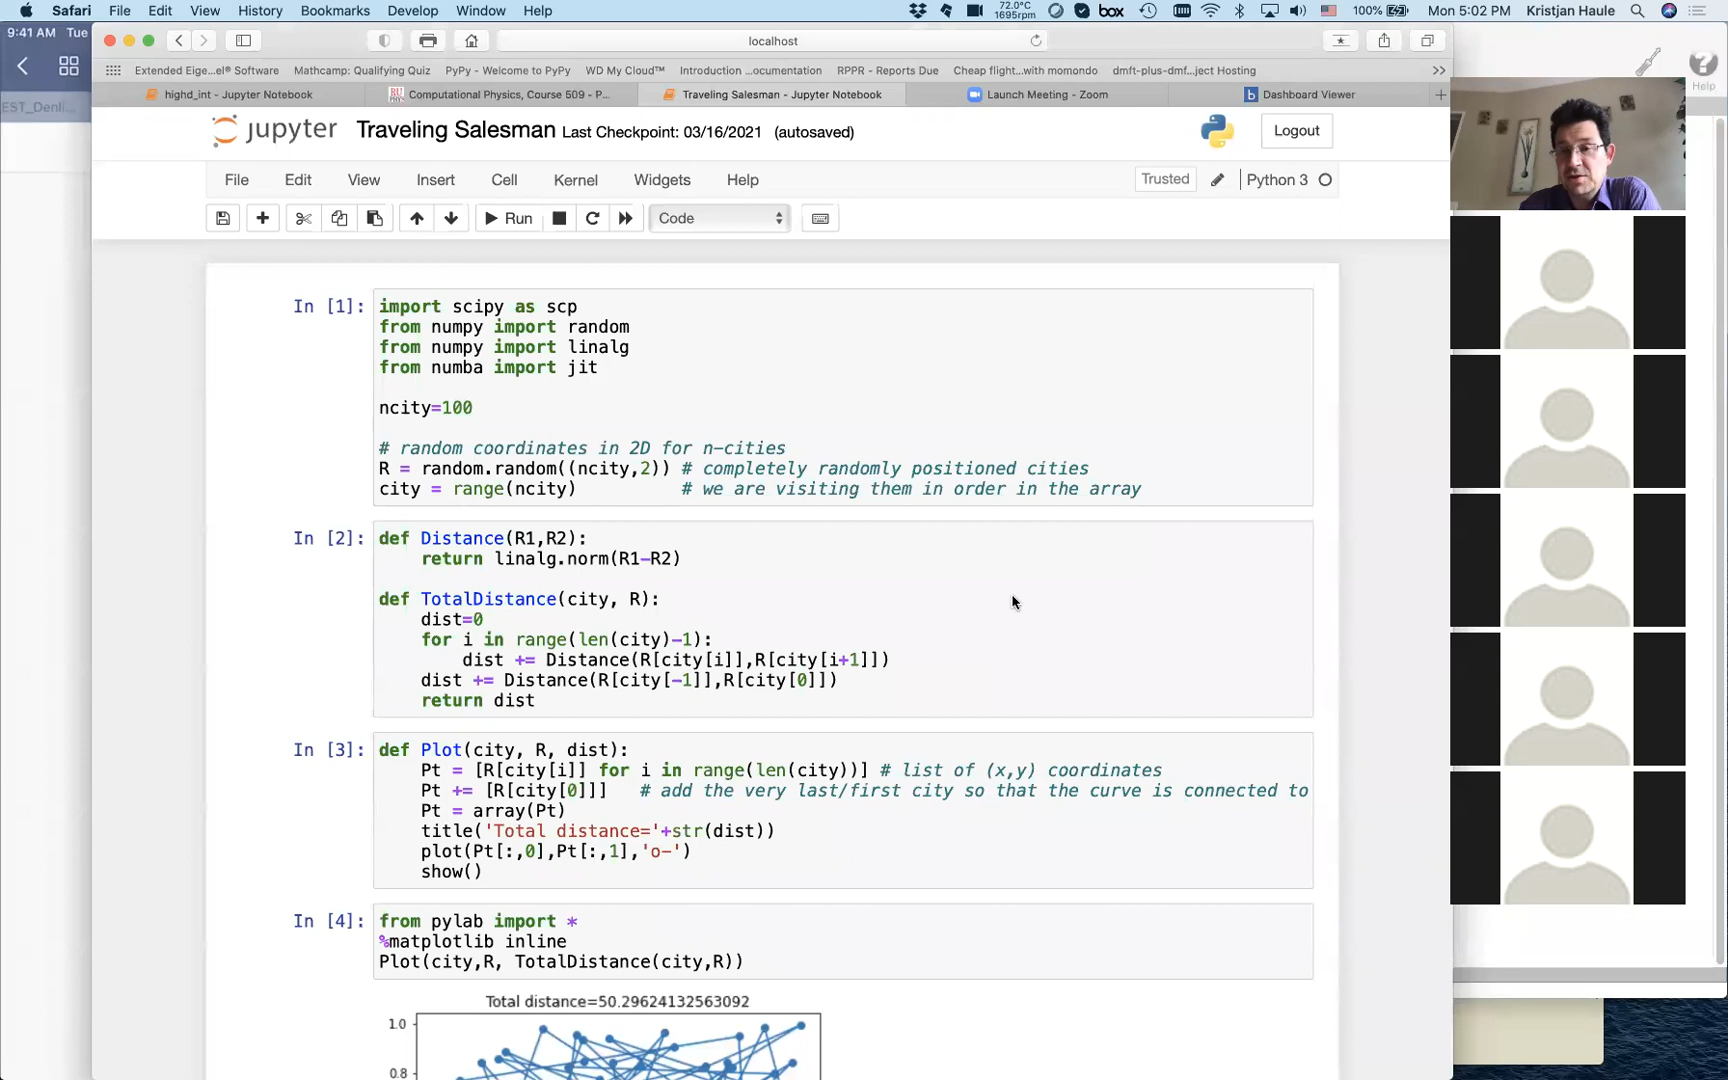 Safari File Edit View History Bookmarks Develop Window Help
72.0°C
1695rpm
box
100%
Mon 5:02 PM Kristjan Haule
9:41 AM Tue
localhost
Extended Eige...el® Software Mathcamp: Qualifying Quiz PyPy - Welcome to PyPy WD My Cloud™ Introduction ...ocumentation RPPR - Reports Due Cheap flight...with momondo dmft-plus-dmf...ject Hosting
Help
EST_Denli
highd_int - Jupyter Notebook
Computational Physics, Course 509 - P...
Traveling Salesman - Jupyter Notebook
Launch Meeting - Zoom
Dashboard Viewer
jupyter Traveling Salesman Last Checkpoint: 03/16/2021 (autosaved)
Logout
File Edit View Insert Cell Kernel Widgets Help
Trusted
Python 3
Run
Code
In [1]:
import scipy as scp
from numpy import random
from numpy import linalg
from numba import jit
ncity=100
# random coordinates in 2D for n-cities
R = random.random((ncity,2)) # completely randomly positioned cities
city = range(ncity) # we are visiting them in order in the array
In [2]:
def Distance(R1,R2):
return linalg.norm(R1-R2)
def TotalDistance(city, R):
dist=0
for i in range(len(city)-1):
dist += Distance(R[city[i]],R[city[i+1]])
dist += Distance(R[city[-1]],R[city[0]])
return dist
In [3]:
def Plot(city, R, dist):
Pt = [R[city[i]] for i in range(len(city))] # list of (x,y) coordinates
Pt += [R[city[0]]] # add the very last/first city so that the curve is connected to
Pt = array(Pt)
title('Total distance='+str(dist))
plot(Pt[:,0],Pt[:,1],'o-')
show()
In [4]:
from pylab import *
%matplotlib inline
Plot(city,R, TotalDistance(city,R))
Total distance=50.29624132563092
1.0
0.8